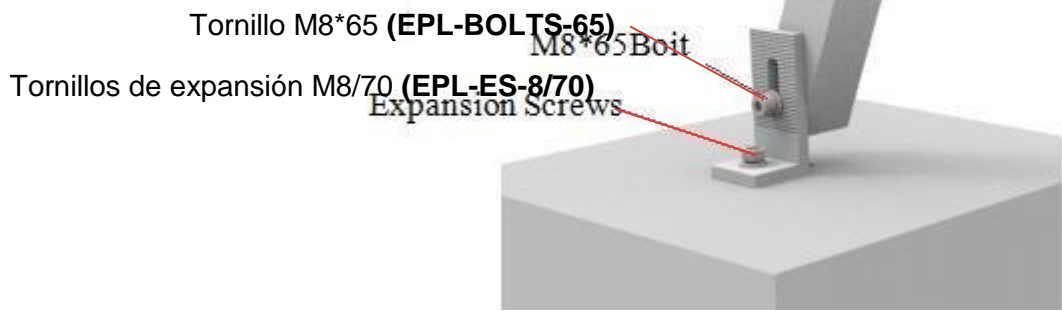 Tornillo M8*65 (EPL-BOLTS-65)
M8*65Boit
Tornillos de expansión M8/70 (EPL-ES-8/70)
Expansion Screws